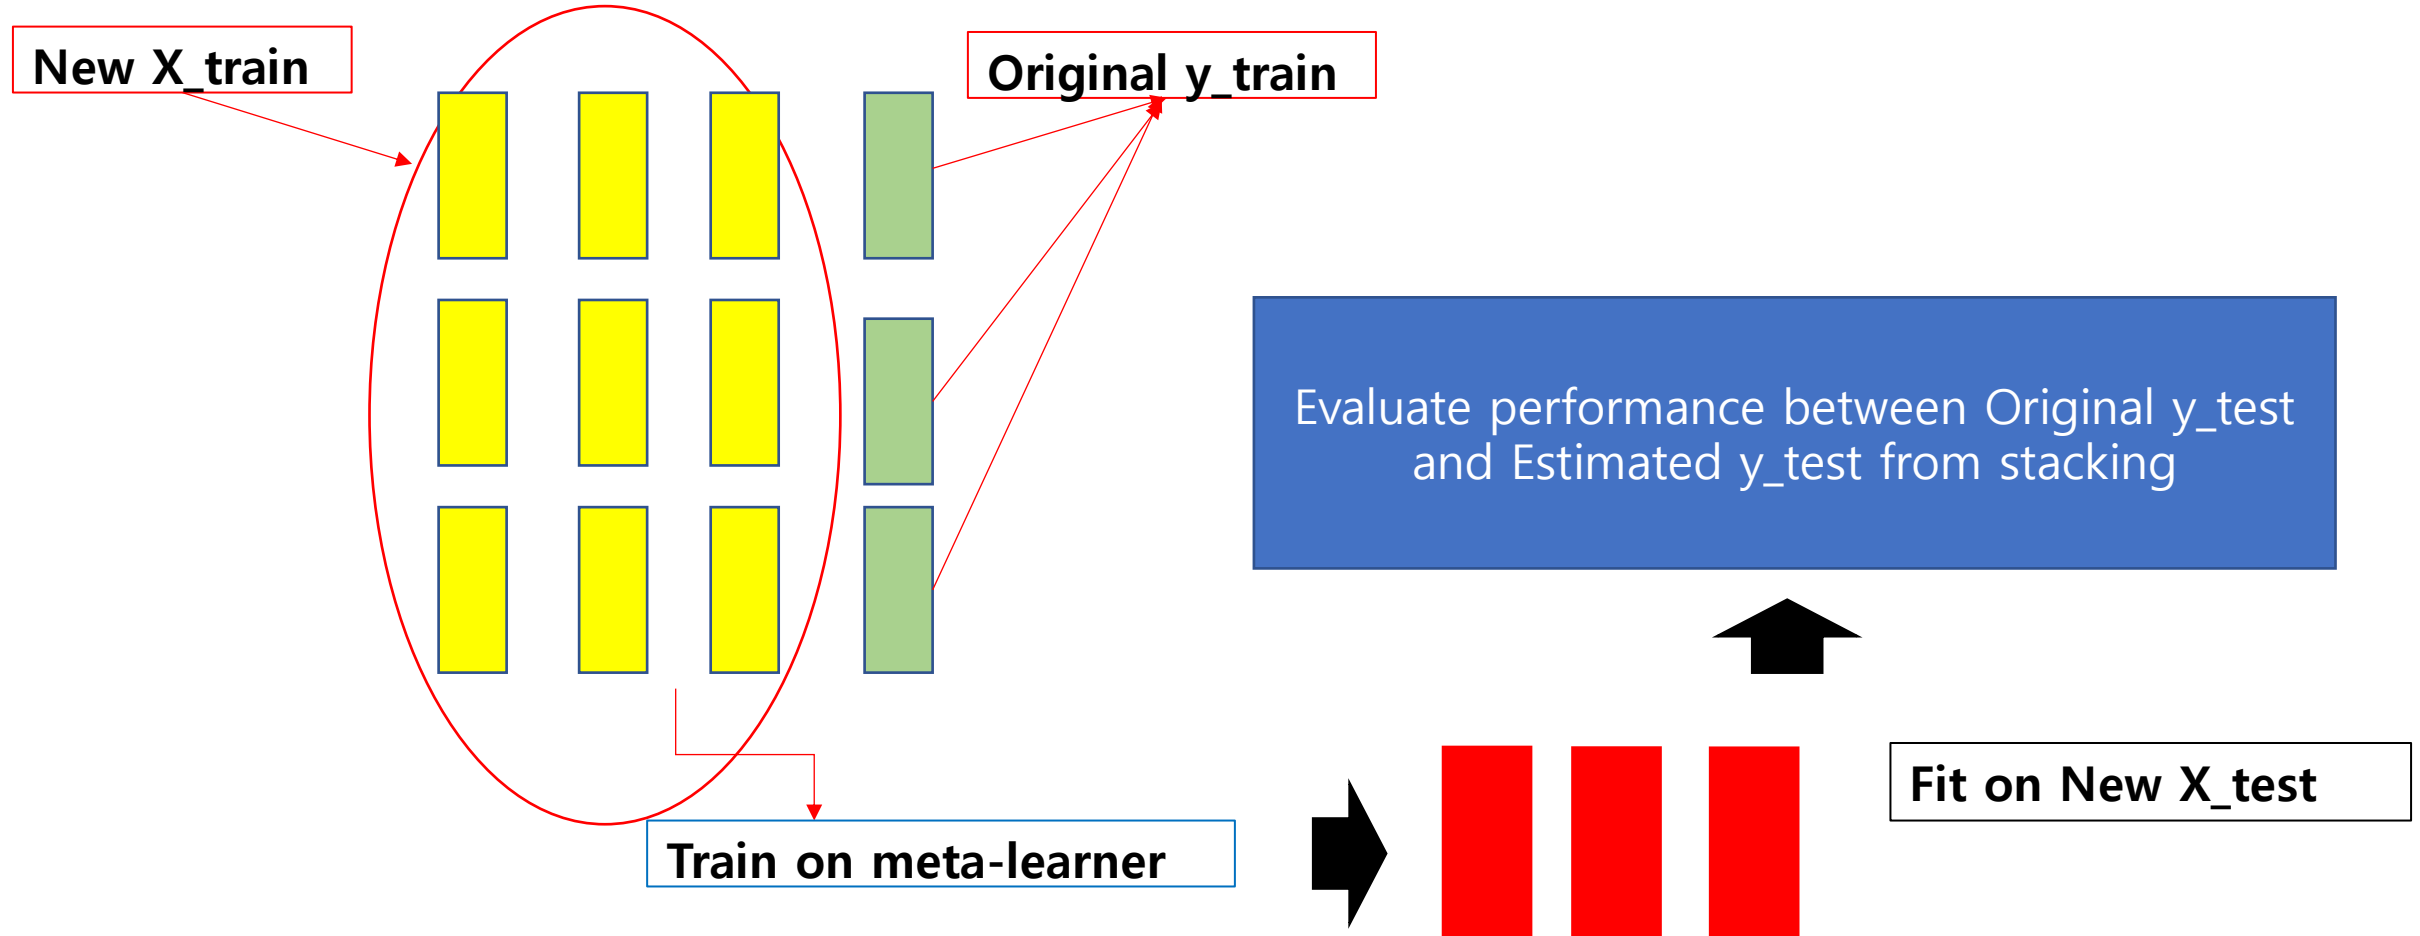 New X_train
Original y_train
Evaluate performance between Original y_test
and Estimated y_test from stacking
Fit on New X_test
Train on meta-learner